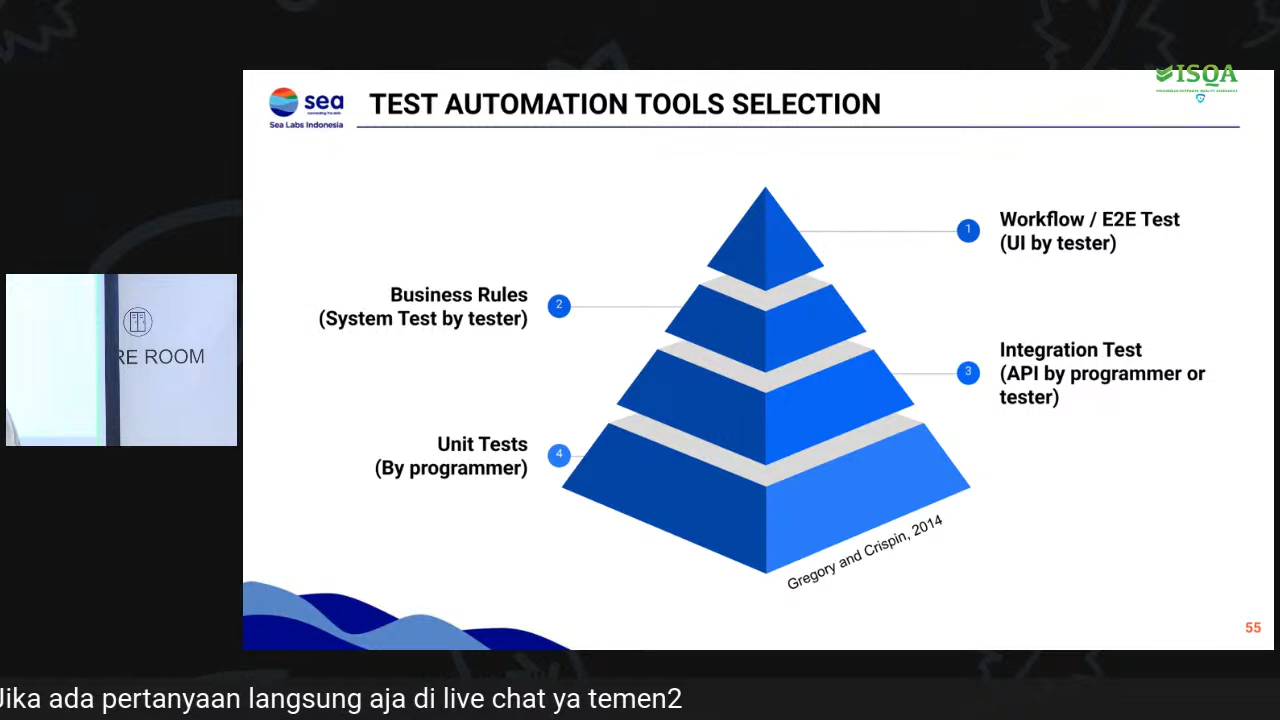 ISQA
sea
Sea Labs Indonesia
TEST AUTOMATION TOOLS SELECTION
1
Workflow / E2E Test
(UI by tester)
Business Rules
(System Test by tester)
2
RE ROOM
Integration Test
(API by programmer or
tester)
3
Unit Tests
(By programmer)
4
Gregory and Crispin, 2014
55
Jika ada pertanyaan langsung aja di live chat ya temen2